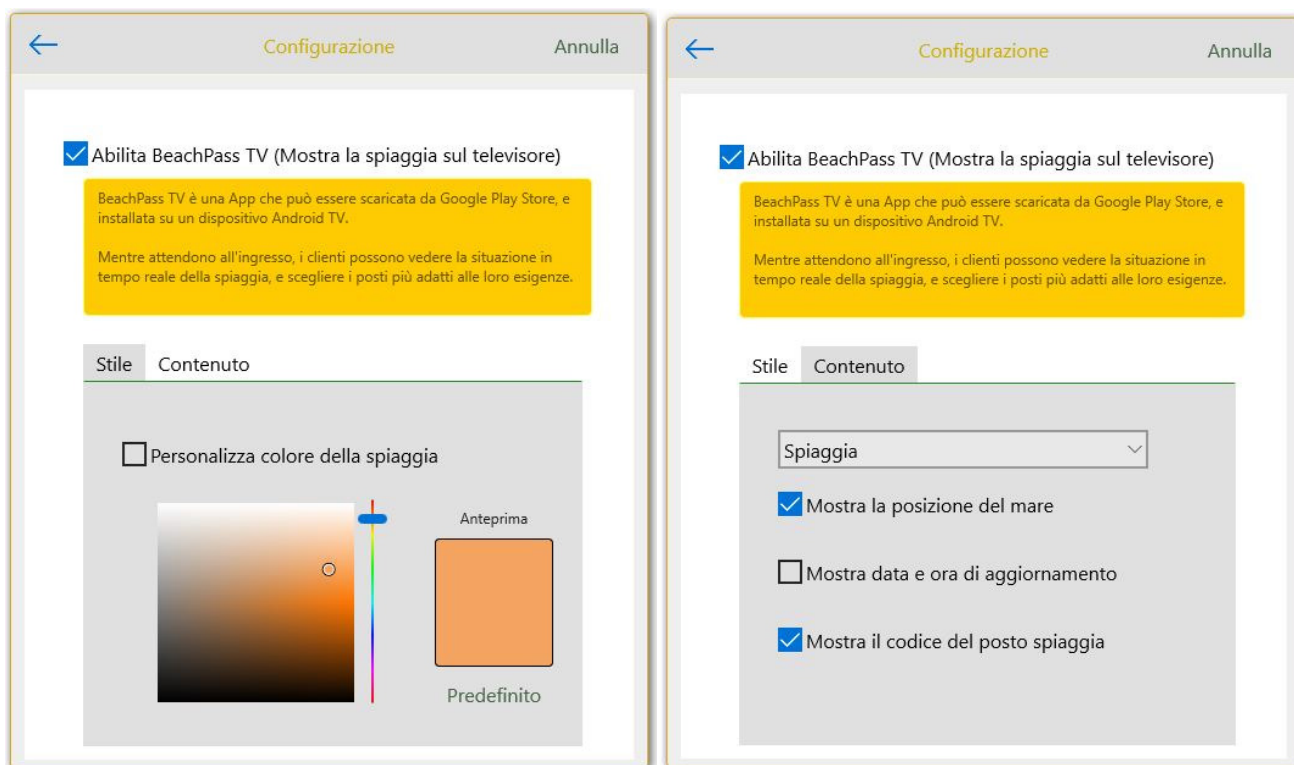 Configurazione
Annulla
Abilita BeachPass TV (Mostra la spiaggia sul televisore)
BeachPass TV è una App che può essere scaricata da Google Play Store, e
installata su un dispositivo Android TV.
Mentre attendono all'ingresso, i clienti possono vedere la situazione in
tempo reale della spiaggia, e scegliere i posti più adatti alle loro esigenze.
Stile
Contenuto
Personalizza colore della spiaggia
Anteprima
Predefinito
Configurazione
Annulla
Abilita BeachPass TV (Mostra la spiaggia sul televisore)
BeachPass TV è una App che può essere scaricata da Google Play Store, e
installata su un dispositivo Android TV.
Mentre attendono all'ingresso, i clienti possono vedere la situazione in
tempo reale della spiaggia, e scegliere i posti più adatti alle loro esigenze.
Stile
Contenuto
Spiaggia
Mostra la posizione del mare
Mostra data e ora di aggiornamento
Mostra il codice del posto spiaggia